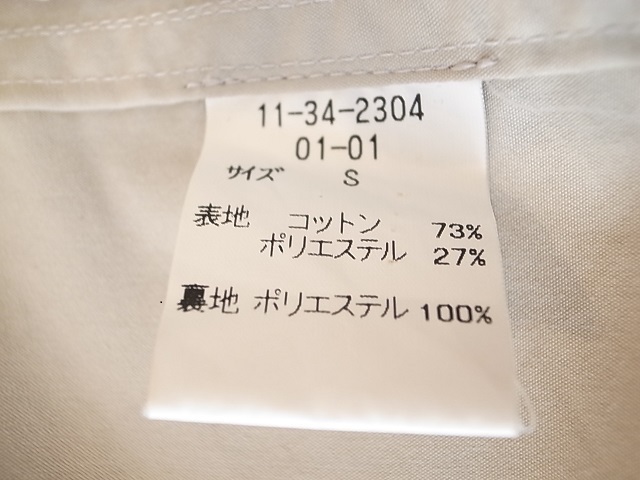 11-34-2304
01-01
サイズ S
表地 コットン 73%
ポリエステル 27%
裏地 ポリエステル 100%